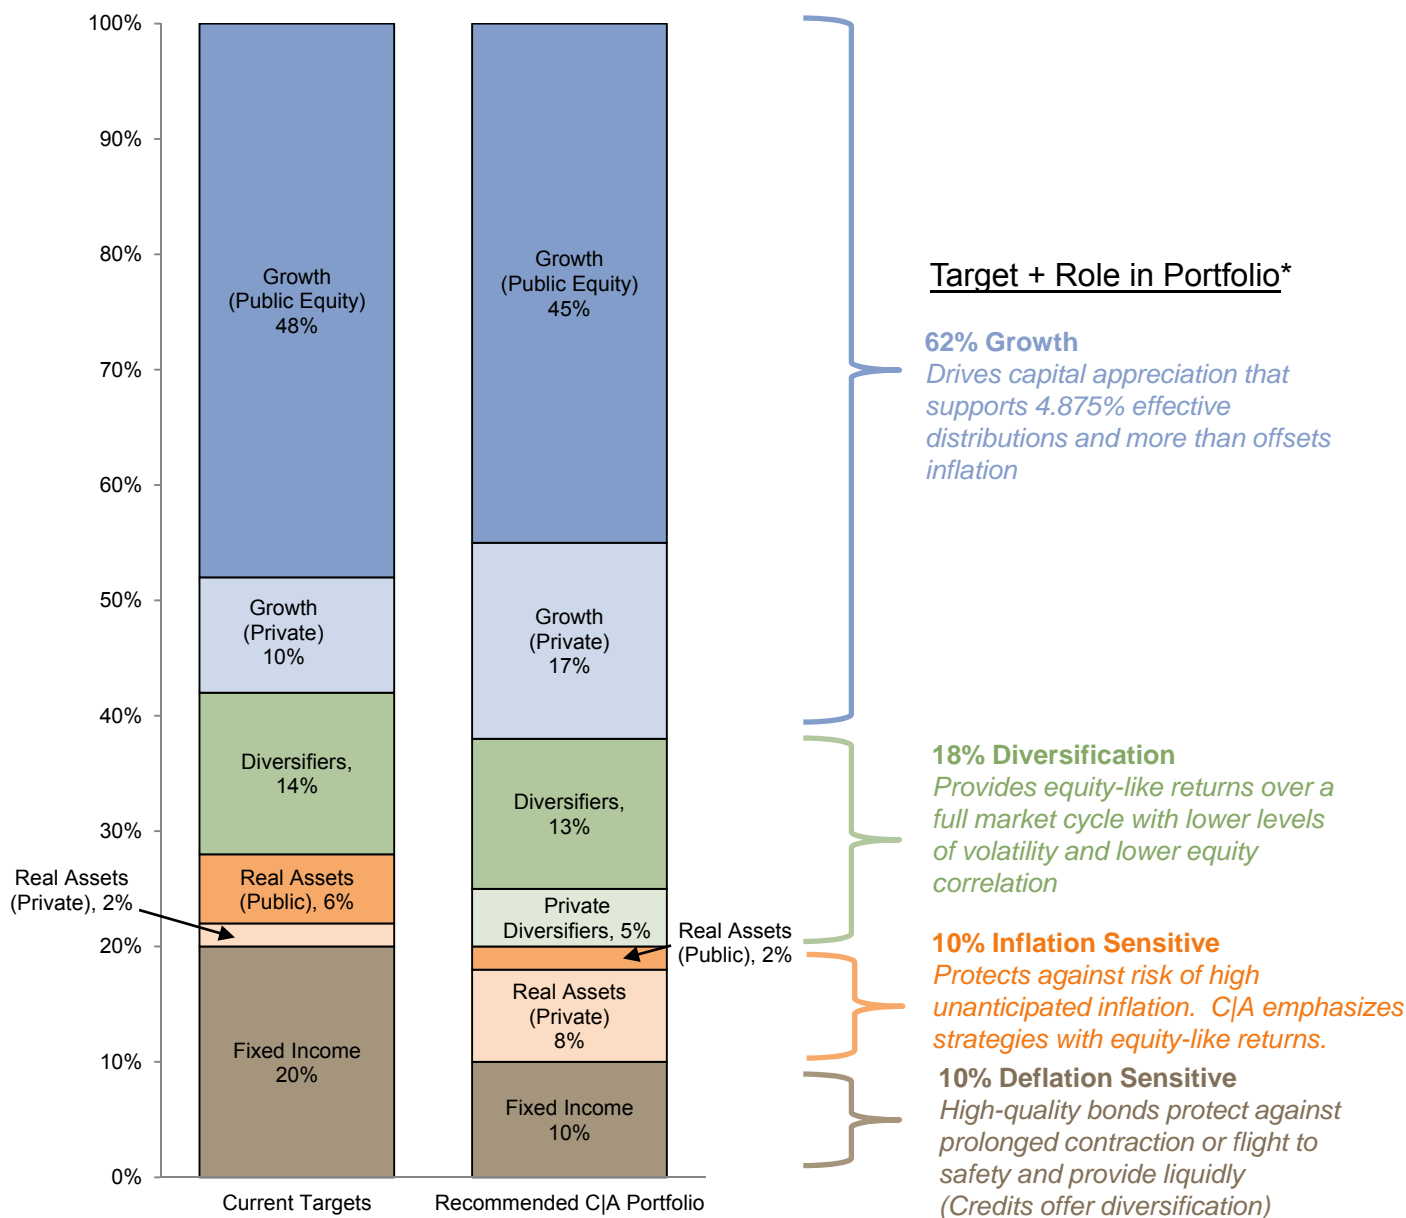 100%
90%
80%
70%
60%
50%
40%
30%
20%
10%
0%
Growth
(Public Equity)
48%
Growth
(Private)
10%
Diversifiers,
14%
Real Assets
(Public), 6%
Real Assets
(Private), 2%
Fixed Income
20%
Current Targets
Growth
(Public Equity)
45%
Growth
(Private)
17%
Diversifiers,
13%
Private
Diversifiers, 5%
Real Assets
(Public), 2%
Real Assets
(Private)
8%
Fixed Income
10%
Recommended C|A Portfolio
Target + Role in Portfolio*
62% Growth
Drives capital appreciation that
supports 4.875% effective
distributions and more than offsets
inflation
18% Diversification
Provides equity-like returns over a
full market cycle with lower levels
of volatility and lower equity
correlation
10% Inflation Sensitive
Protects against risk of high
unanticipated inflation.  C|A emphasizes
strategies with equity-like returns.
10% Deflation Sensitive
High-quality bonds protect against
prolonged contraction or flight to
safety and provide liquidly
(Credits offer diversification)